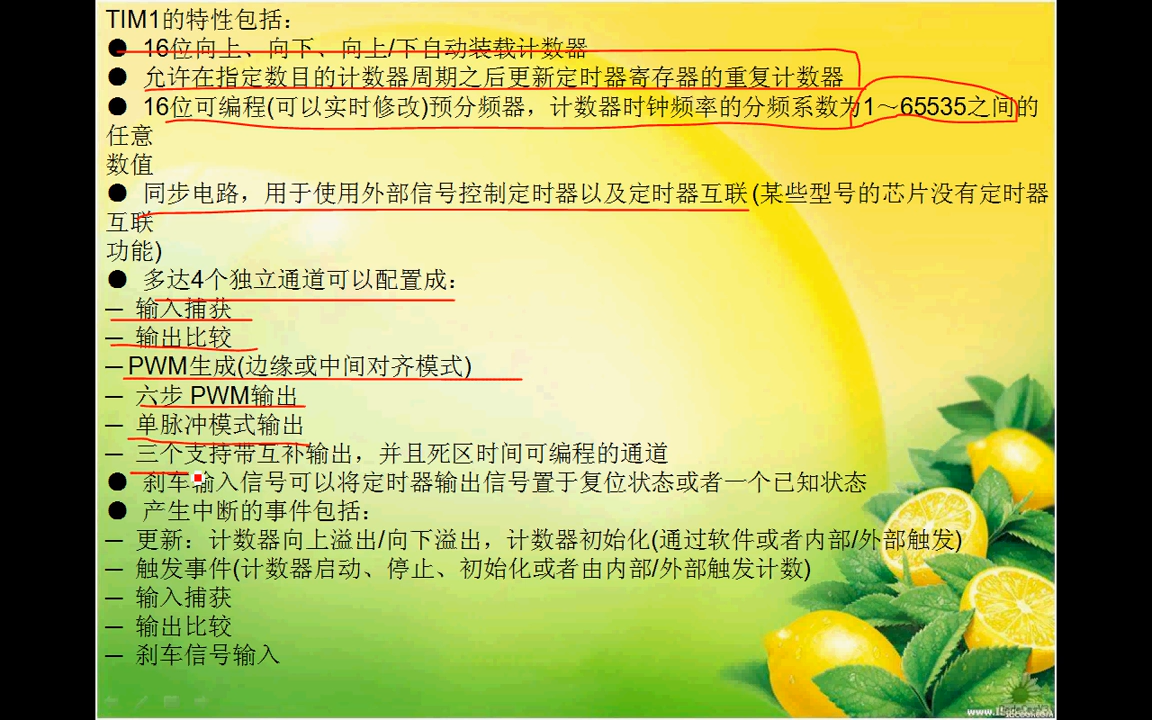 TIM1的特性包括：
● 16位向上、向下、向上/下自动装载计数器
● 允许在指定数目的计数器周期之后更新定时器寄存器的重复计数器
● 16位可编程(可以实时修改)预分频器，计数器时钟频率的分频系数为1～65535之间的
任意
数值
● 同步电路，用于使用外部信号控制定时器以及定时器互联(某些型号的芯片没有定时器
互联
功能)
● 多达4个独立通道可以配置成：
─ 输入捕获
─ 输出比较
─PWM生成(边缘或中间对齐模式)
─ 六步 PWM输出
─ 单脉冲模式输出
─ 三个支持带互补输出，并且死区时间可编程的通道
● 刹车输入信号可以将定时器输出信号置于复位状态或者一个已知状态
● 产生中断的事件包括：
─ 更新：计数器向上溢出/向下溢出，计数器初始化(通过软件或者内部/外部触发)
─ 触发事件(计数器启动、停止、初始化或者由内部/外部触发计数)
─ 输入捕获
─ 输出比较
─ 刹车信号输入